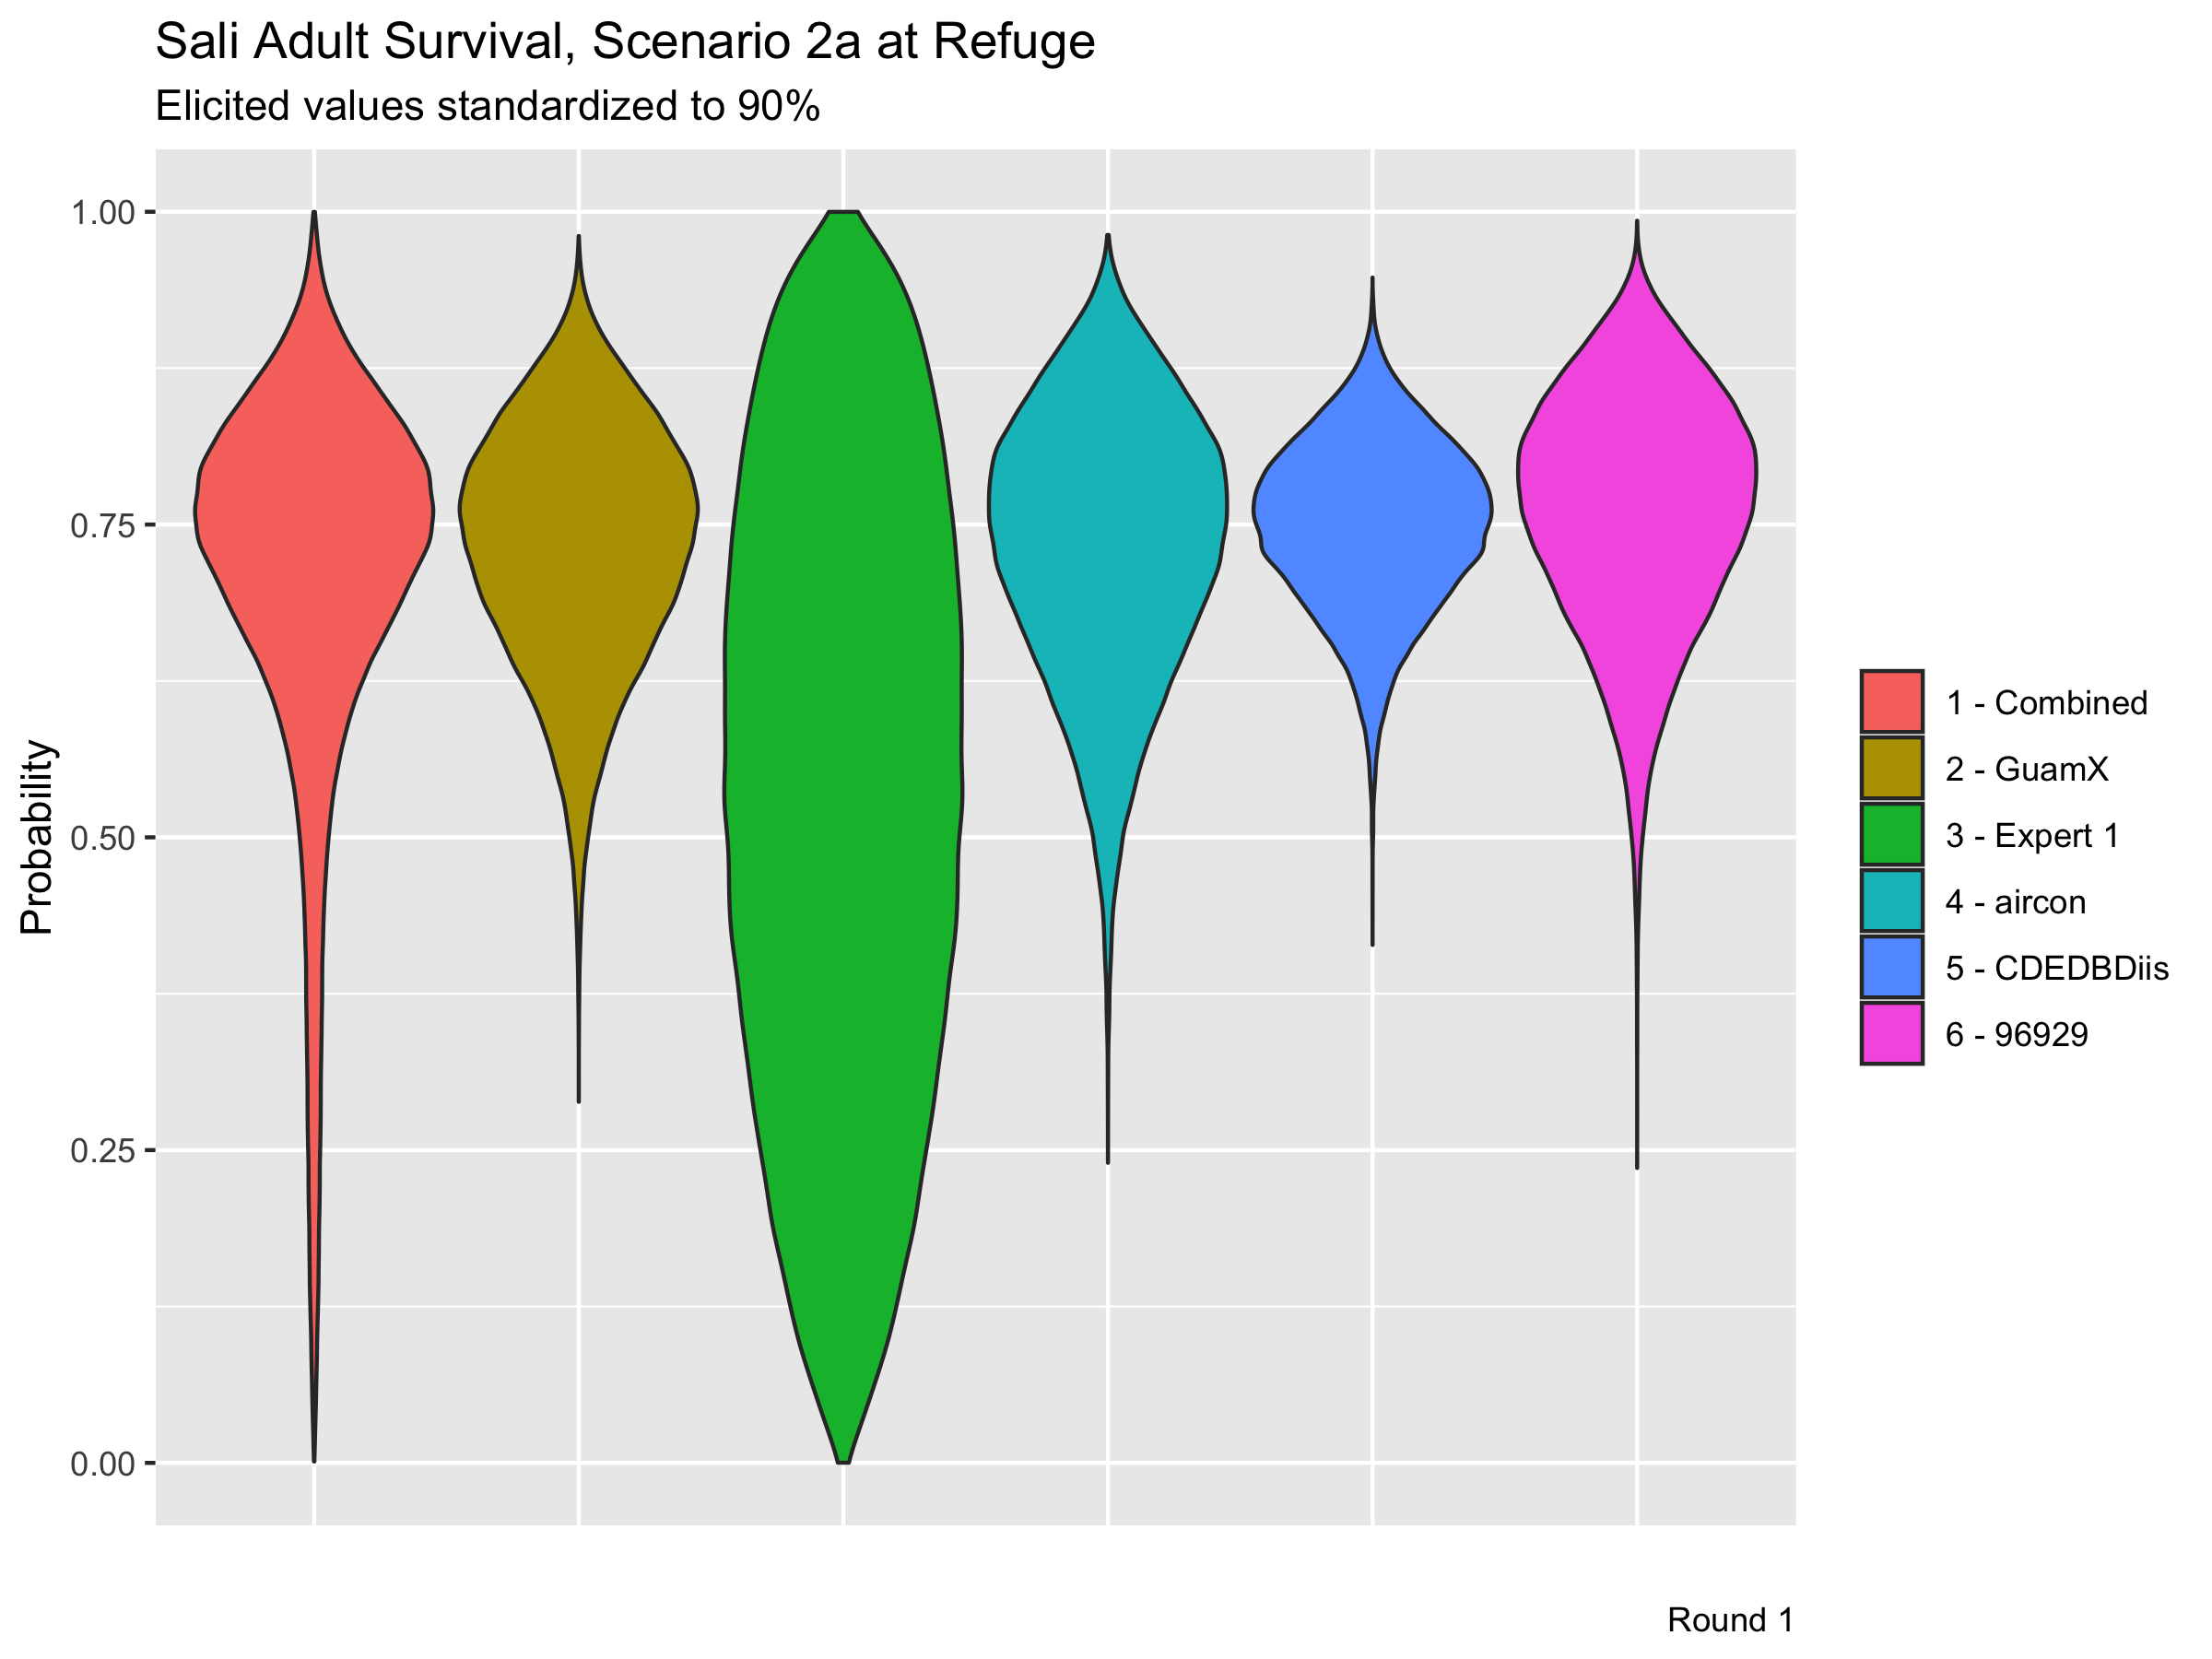 Sali Adult Survival, Scenario 2a at Refuge
Elicited values standardized to 90%
Probability
1.00
0.75
0.50
0.25
0.00
1 - Combined
2 - GuamX
3 - Expert 1
4 - aircon
5 - CDEDBDiis
6 - 96929
Round 1